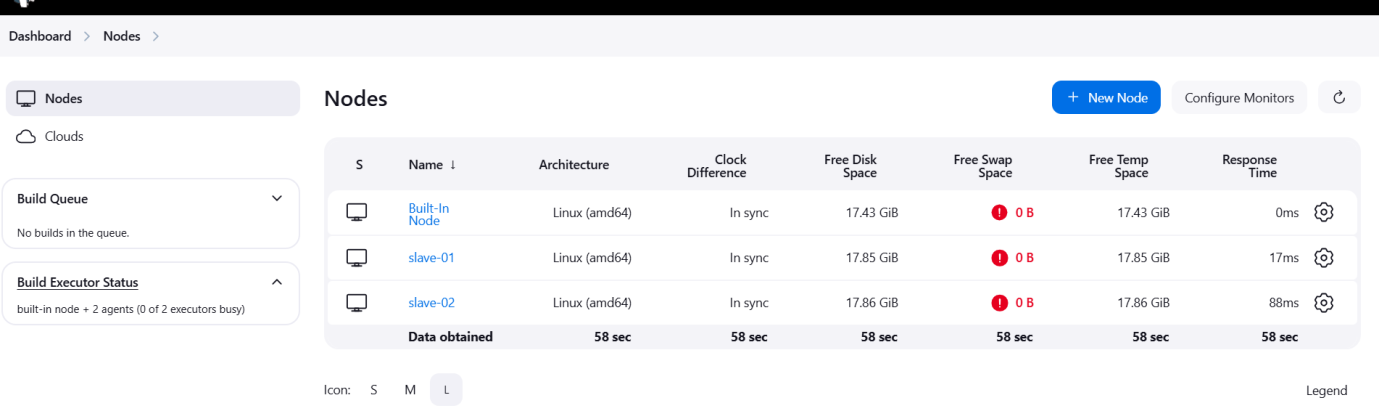 Dashboard > Nodes >
Nodes
Clouds
Build Queue
No builds in the queue.
Build Executor Status
built-in node + 2 agents (0 of 2 executors busy)
Nodes
+ New Node
Configure Monitors
S Name ↓ Architecture Clock Difference Free Disk Space Free Swap Space Free Temp Space Response Time
Built-In Node Linux (amd64) In sync 17.43 GiB ! 0 B 17.43 GiB 0ms
slave-01 Linux (amd64) In sync 17.85 GiB ! 0 B 17.85 GiB 17ms
slave-02 Linux (amd64) In sync 17.86 GiB ! 0 B 17.86 GiB 88ms
Data obtained 58 sec 58 sec 58 sec 58 sec 58 sec 58 sec
Icon: S M L
Legend